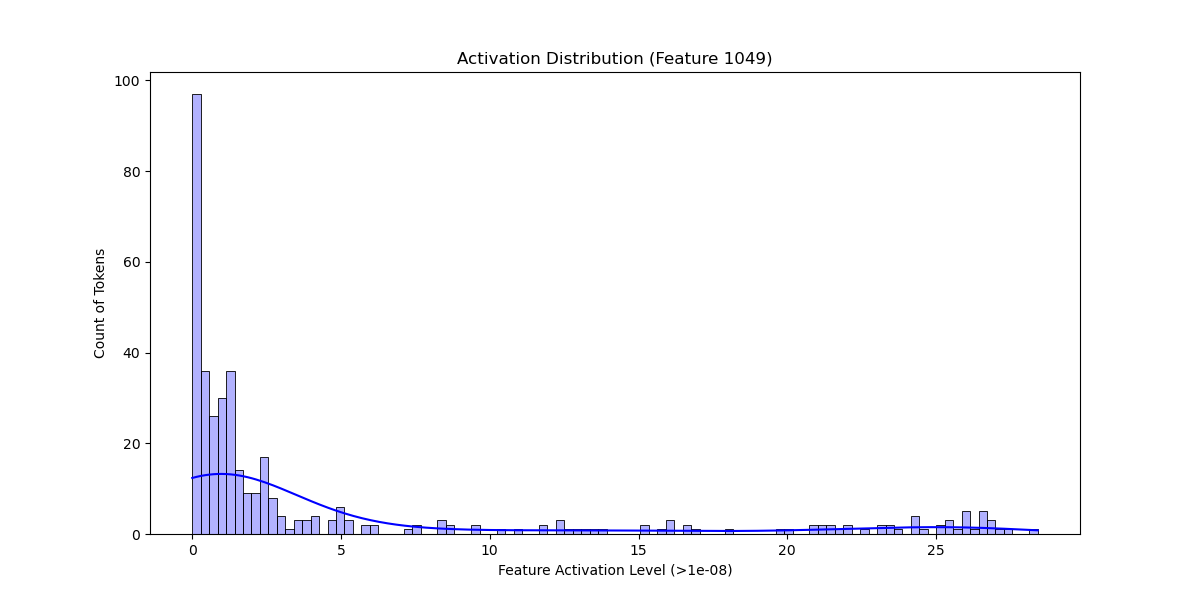 Activation Distribution (Feature 1049)
100
80
60
40
20
0
Count of Tokens
0 5 10 15 20 25
Feature Activation Level (>1e-08)